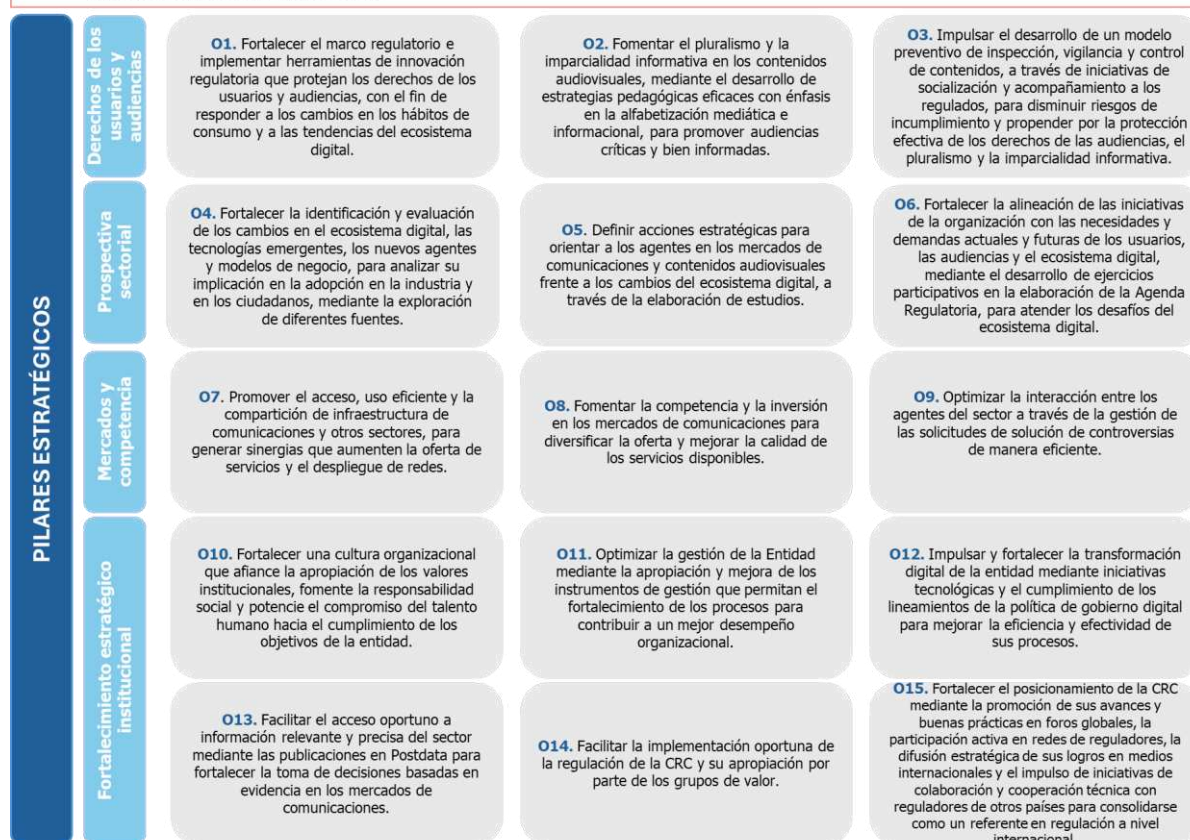 PILARES ESTRATÉGICOS
Derechos de los
usuarios y
audiencias
O1. Fortalecer el marco regulatorio e
implementar herramientas de innovación
regulatoria que protejan los derechos de los
usuarios y audiencias, con el fin de
responder a los cambios en los hábitos de
consumo y a las tendencias del ecosistema
digital.
O2. Fomentar el pluralismo y la
imparcialidad informativa en los contenidos
audiovisuales, mediante el desarrollo de
estrategias pedagógicas eficaces con énfasis
en la alfabetización mediática e
informacional, para promover audiencias
críticas y bien informadas.
O3. Impulsar el desarrollo de un modelo
preventivo de inspección, vigilancia y control
de contenidos, a través de iniciativas de
socialización y acompañamiento a los
regulados, para disminuir riesgos de
incumplimiento y propender por la protección
efectiva de los derechos de las audiencias, el
pluralismo y la imparcialidad informativa.
Prospectiva
sectorial
O4. Fortalecer la identificación y evaluación
de los cambios en el ecosistema digital, las
tecnologías emergentes, los nuevos agentes
y modelos de negocio, para analizar su
implicación en la adopción en la industria y
en los ciudadanos, mediante la exploración
de diferentes fuentes.
O5. Definir acciones estratégicas para
orientar a los agentes en los mercados de
comunicaciones y contenidos audiovisuales
frente a los cambios del ecosistema digital, a
través de la elaboración de estudios.
O6. Fortalecer la alineación de las iniciativas
de la organización con las necesidades y
demandas actuales y futuras de los usuarios,
las audiencias y el ecosistema digital,
mediante el desarrollo de ejercicios
participativos en la elaboración de la Agenda
Regulatoria, para atender los desafíos del
ecosistema digital.
Mercados y
competencia
O7. Promover el acceso, uso eficiente y la
compartición de infraestructura de
comunicaciones y otros sectores, para
generar sinergias que aumenten la oferta de
servicios y el despliegue de redes.
O8. Fomentar la competencia y la inversión
en los mercados de comunicaciones para
diversificar la oferta y mejorar la calidad de
los servicios disponibles.
O9. Optimizar la interacción entre los
agentes del sector a través de la gestión de
las solicitudes de solución de controversias
de manera eficiente.
Fortalecimiento estratégico
institucional
O10. Fortalecer una cultura organizacional
que afiance la apropiación de los valores
institucionales, fomente la responsabilidad
social y potencie el compromiso del talento
humano hacia el cumplimiento de los
objetivos de la entidad.
O11. Optimizar la gestión de la Entidad
mediante la apropiación y mejora de los
instrumentos de gestión que permitan el
fortalecimiento de los procesos para
contribuir a un mejor desempeño
organizacional.
O12. Impulsar y fortalecer la transformación
digital de la entidad mediante iniciativas
tecnológicas y el cumplimiento de los
lineamientos de la política de gobierno digital
para mejorar la eficiencia y efectividad de
sus procesos.
O13. Facilitar el acceso oportuno a
información relevante y precisa del sector
mediante las publicaciones en Postdata para
fortalecer la toma de decisiones basadas en
evidencia en los mercados de
comunicaciones.
O14. Facilitar la implementación oportuna de
la regulación de la CRC y su apropiación por
parte de los grupos de valor.
O15. Fortalecer el posicionamiento de la CRC
mediante la promoción de sus avances y
buenas prácticas en foros globales, la
participación activa en redes de reguladores, la
difusión estratégica de sus logros en medios
internacionales y el impulso de iniciativas de
colaboración y cooperación técnica con
reguladores de otros países para consolidarse
como un referente en regulación a nivel
internacional.